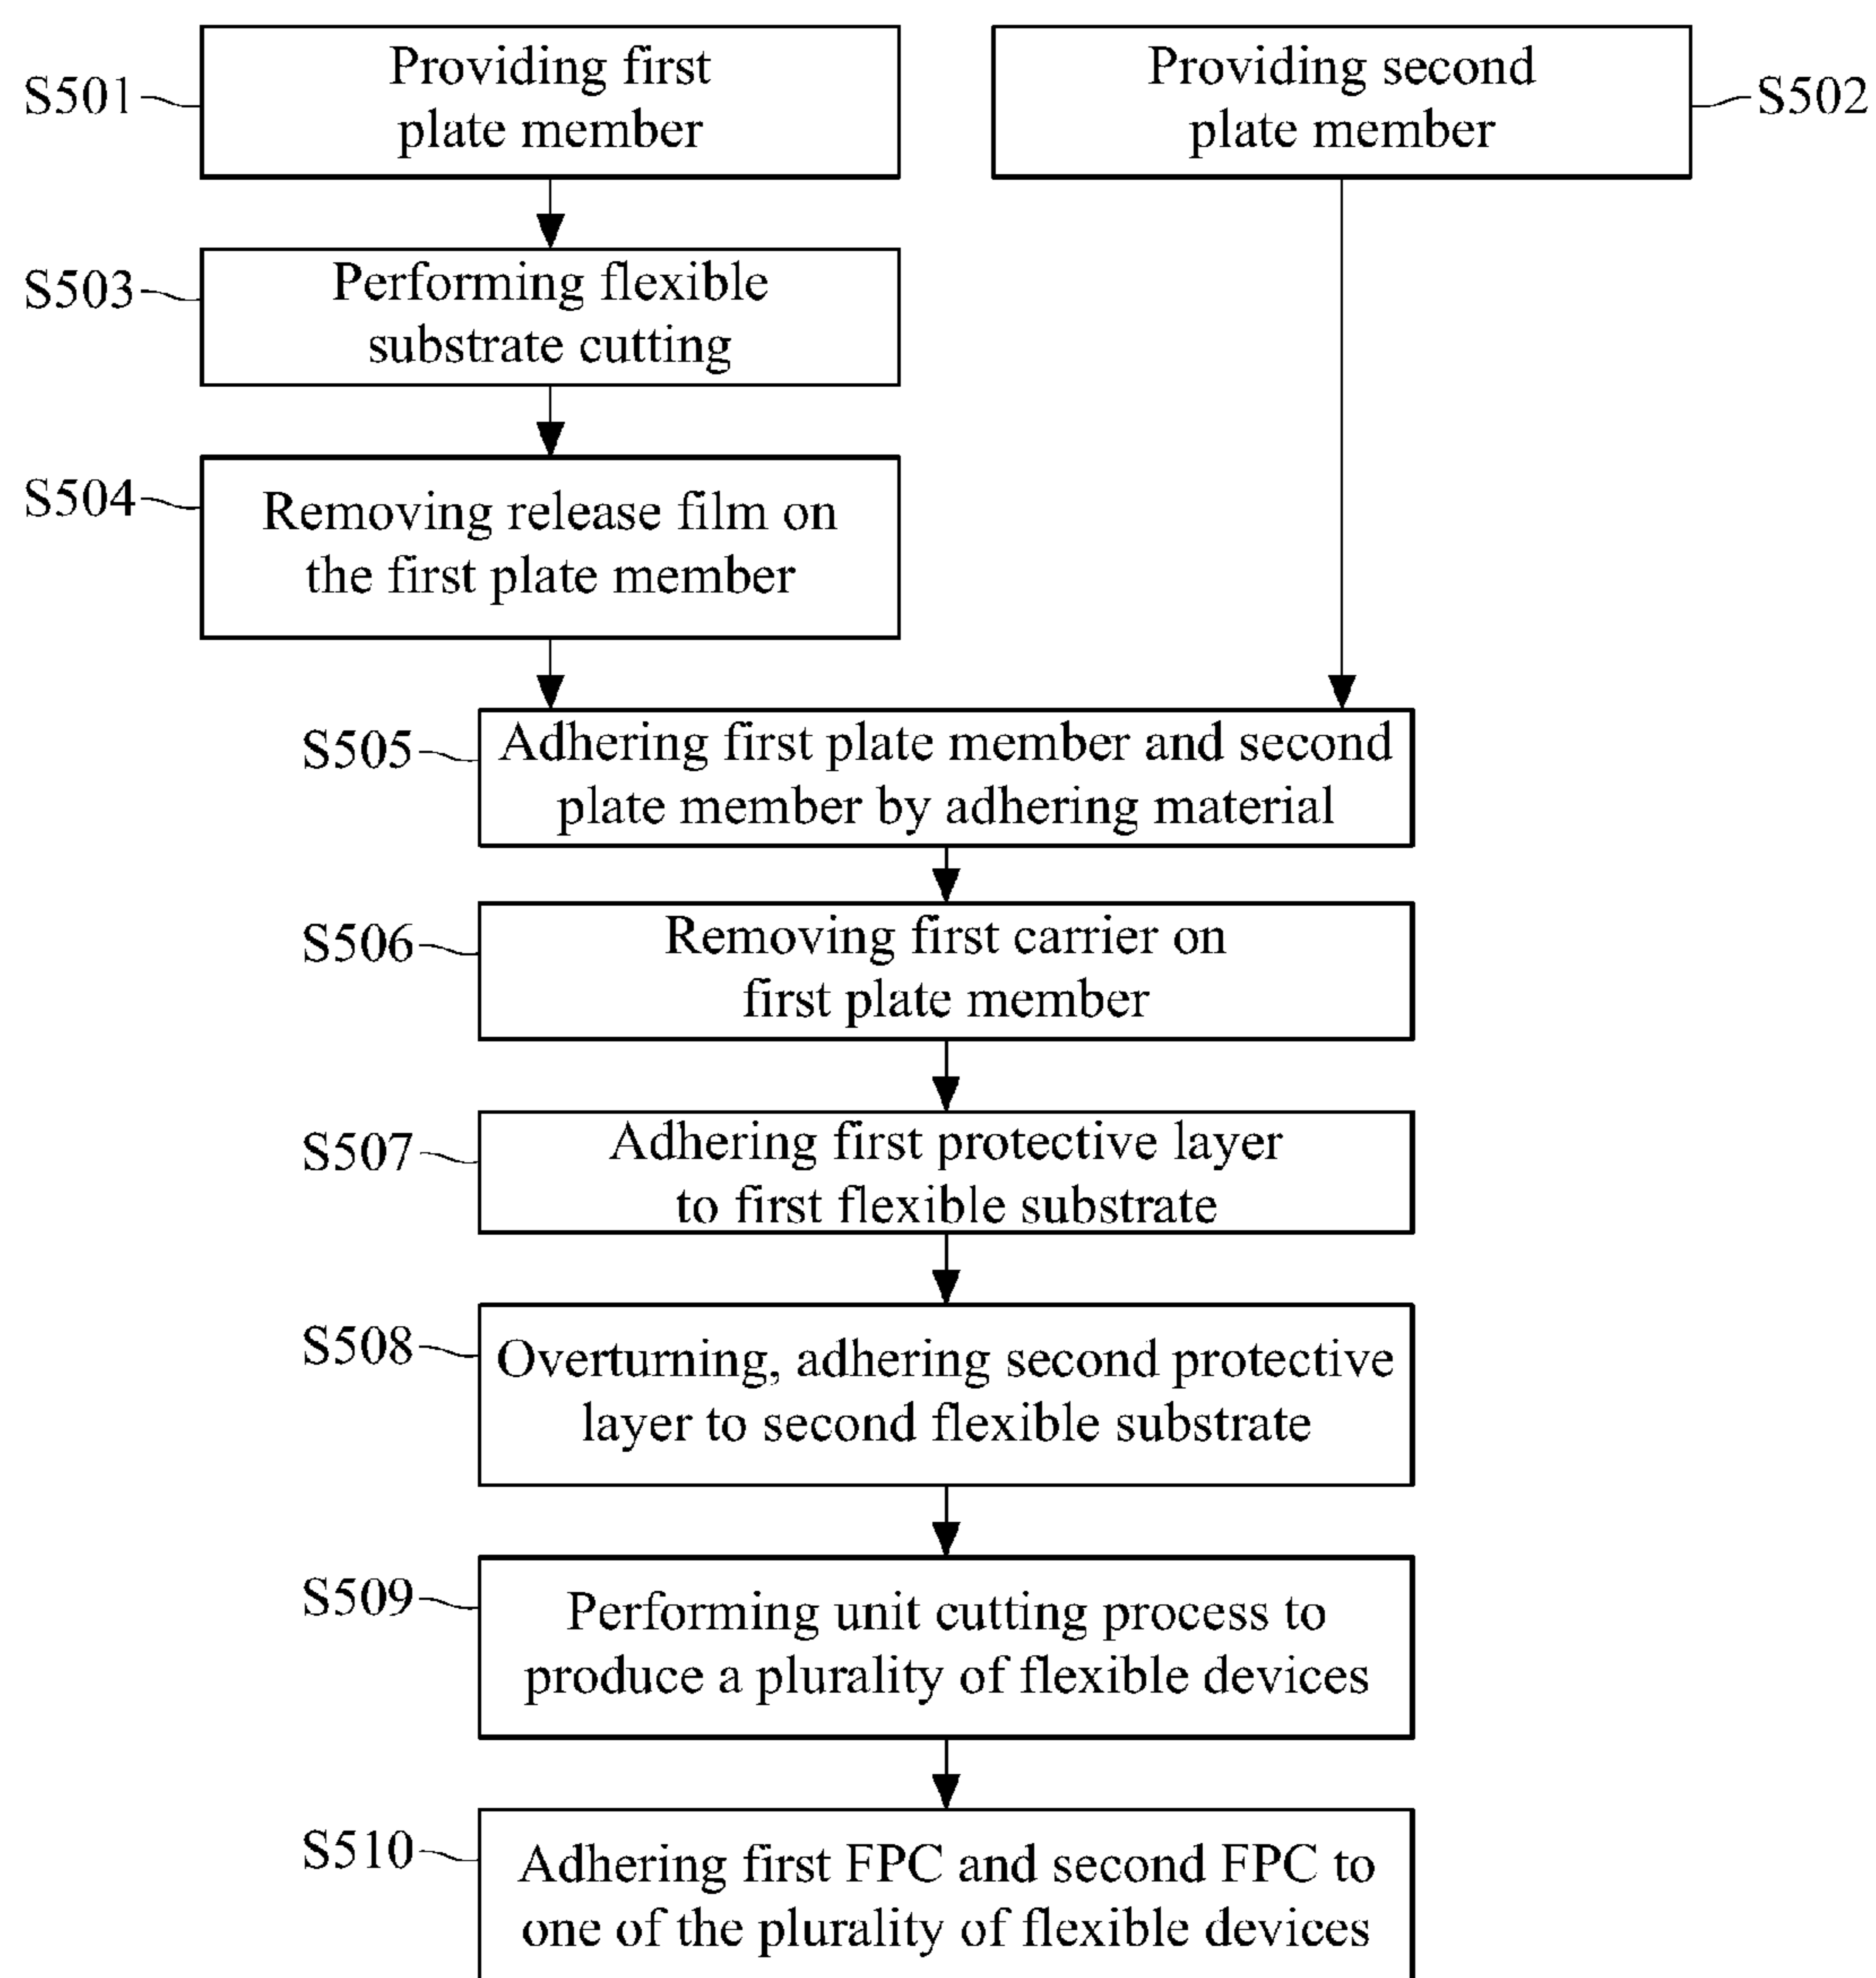 S501
Providing first
plate member
Providing second
plate member
S502
S503
Performing flexible
substrate cutting
S504
Removing release film on
the first plate member
S505
Adhering first plate member and second
plate member by adhering material
S506
Removing first carrier on
first plate member
S507
Adhering first protective layer
to first flexible substrate
S508
Overturning, adhering second protective
layer to second flexible substrate
S509
Performing unit cutting process to
produce a plurality of flexible devices
S510
Adhering first FPC and second FPC to
one of the plurality of flexible devices